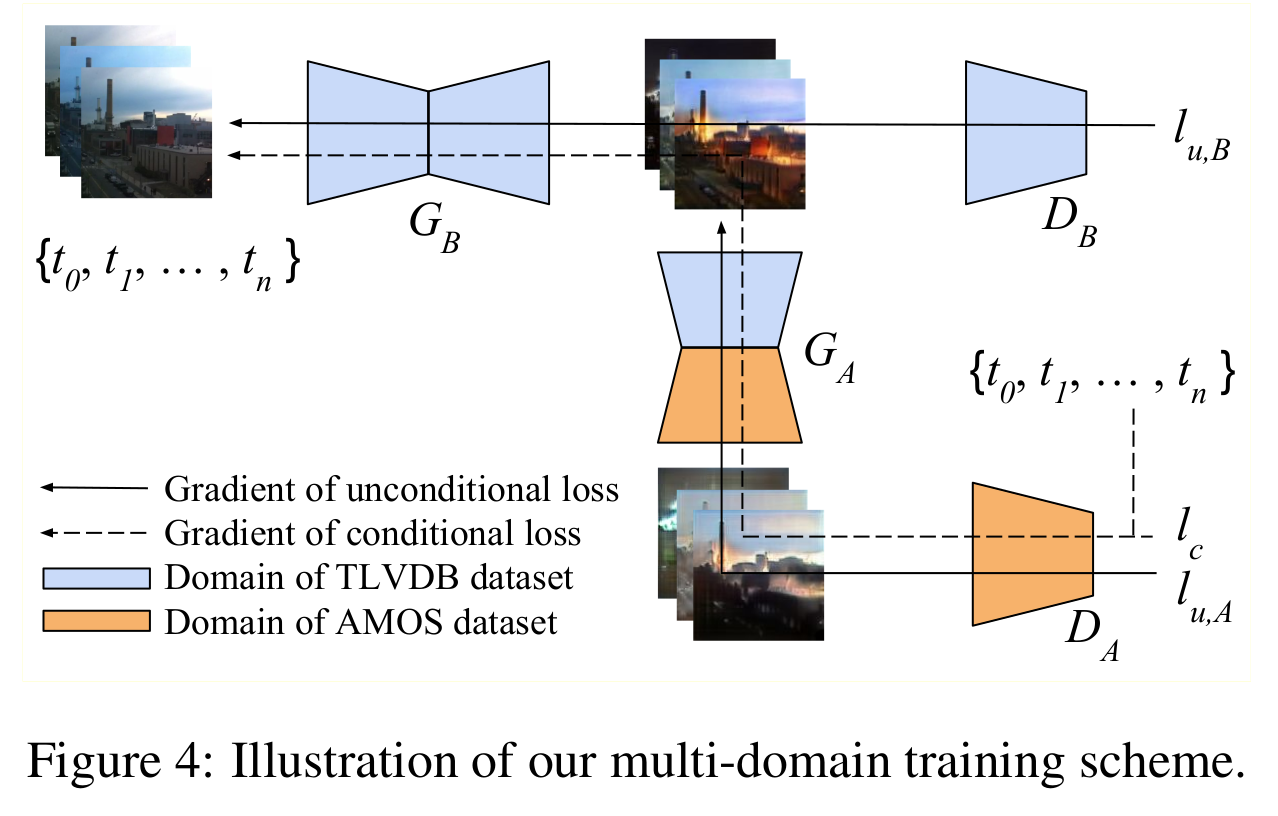 l_{u,B}
G_B
D_B
{t_0, t_1, … , t_n }
G_A
{t_0, t_1, … , t_n }
Gradient of unconditional loss
Gradient of conditional loss
Domain of TLVDB dataset
Domain of AMOS dataset
l_c
l_{u,A}
D_A
Figure 4: Illustration of our multi-domain training scheme.